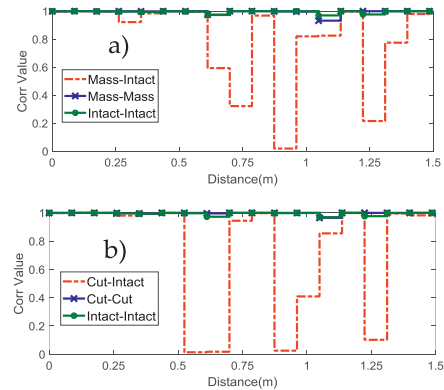 1
0.8
0.6
0.4
0.2
0
Corr Value
a)
Mass-Intact
Mass-Mass
Intact-Intact
0 0.25 0.5 0.75 1 1.25 1.5
Distance(m)
1
0.8
0.6
0.4
0.2
0
Corr Value
b)
Cut-Intact
Cut-Cut
Intact-Intact
0 0.25 0.5 0.75 1 1.25 1.5
Distance(m)